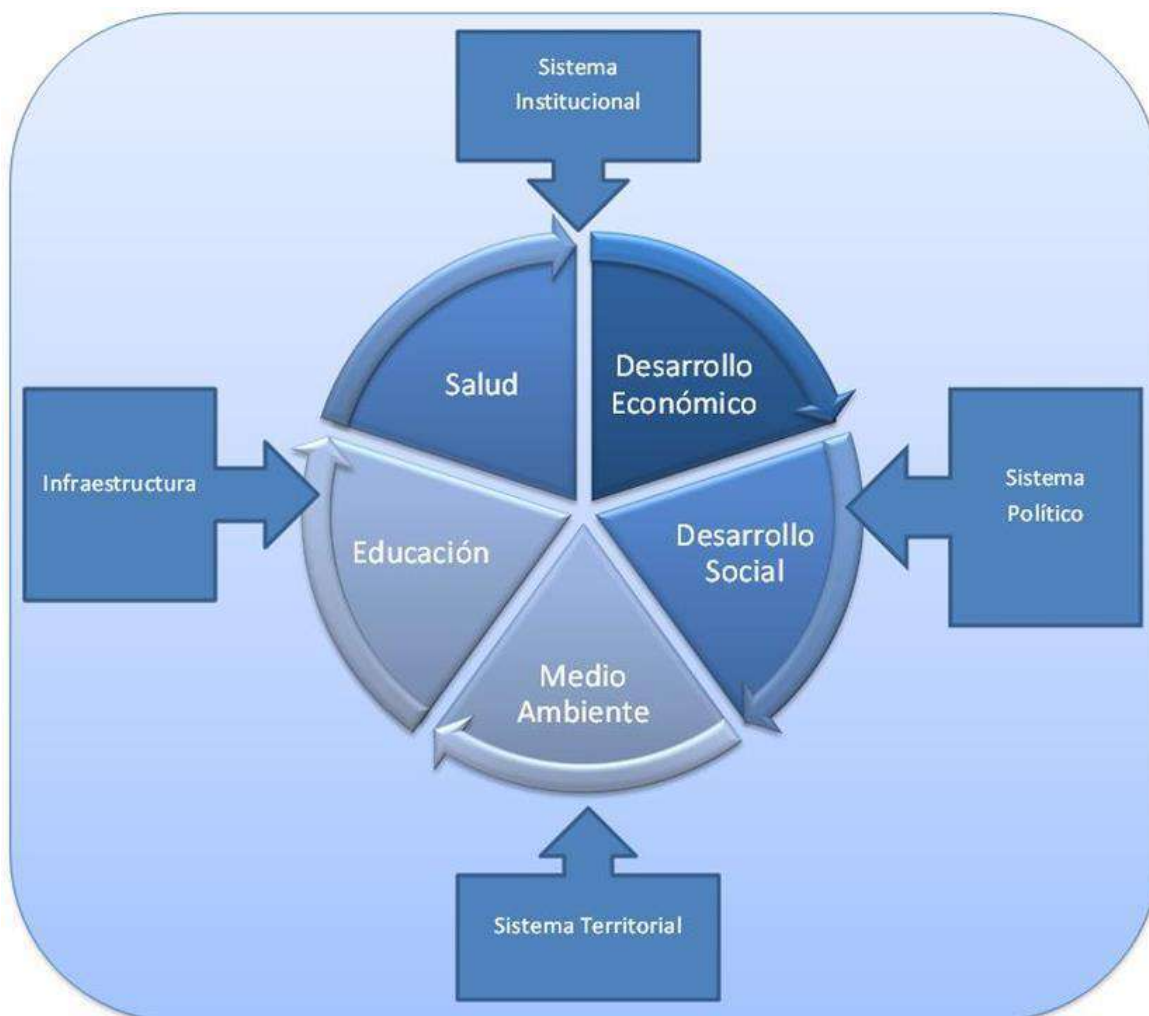 Sistema
Institucional
Salud
Desarrollo
Económico
Infraestructura
Sistema
Político
Educación
Desarrollo
Social
Medio
Ambiente
Sistema Territorial